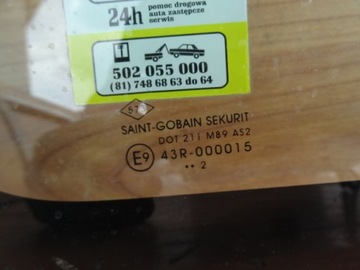 24h pomoc drogowa
auta zastępcze
serwis
502 055 000
(81) 748 68 63 do 64
SAINT-GOBAIN SEKURIT
DOT 211 M89 AS2
E9 43R-000015
•• 2